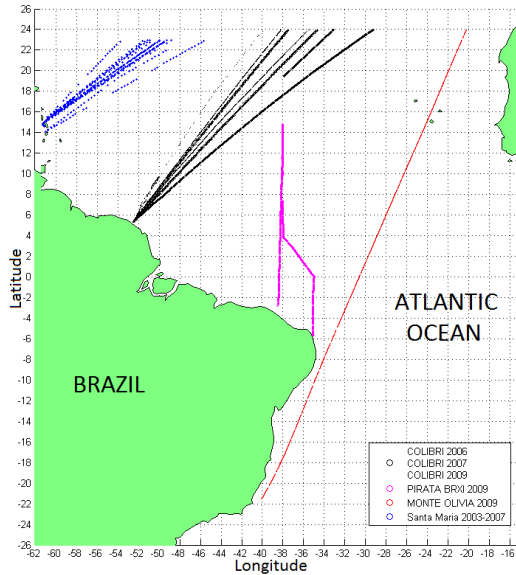 26
24
22
20
18
16
14
12
10
8
6
4
2
0
-2
-4
-6
-8
-10
-12
-14
-16
-18
-20
-22
-24
-26
Latitude
ATLANTIC
OCEAN
BRAZIL
COLIBRI 2006
COLIBRI 2007
COLIBRI 2009
PIRATA BRXI 2009
MONTE OLIVIA 2009
Santa Maria 2003-2007
-62 -60 -58 -56 -54 -52 -50 -48 -46 -44 -42 -40 -38 -36 -34 -32 -30 -28 -26 -24 -22 -20 -18 -16
Longitude